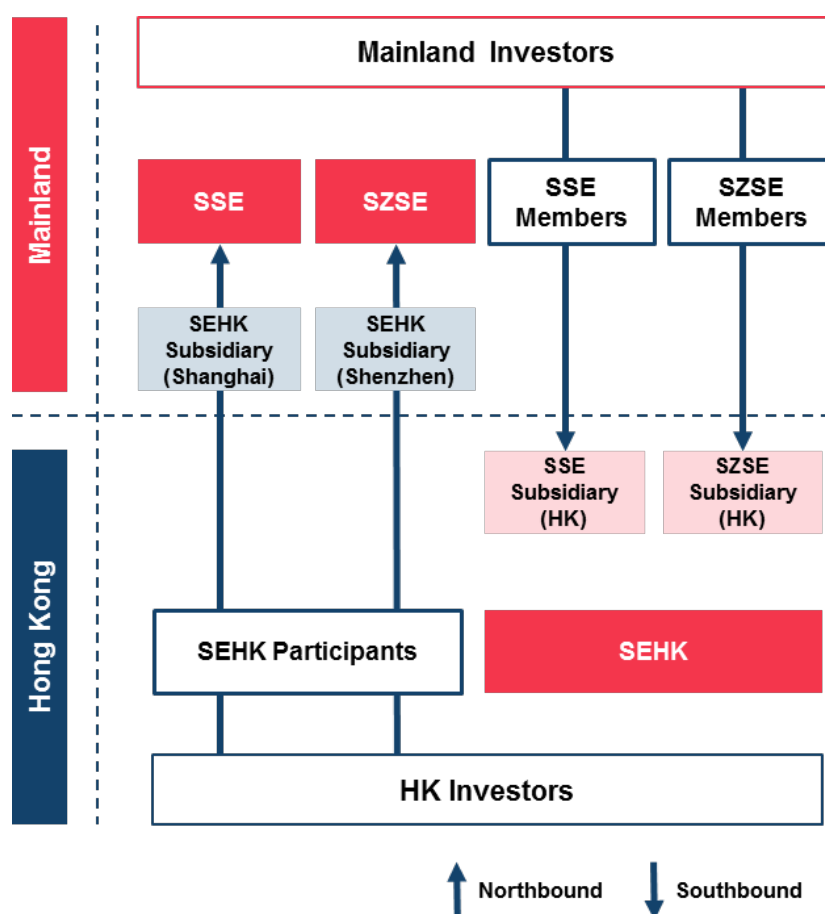 Mainland
Mainland Investors
SSE
SZSE
SSE
Members
SZSE
Members
SEHK
Subsidiary
(Shanghai)
SEHK
Subsidiary
(Shenzhen)
Hong Kong
SSE
Subsidiary
(HK)
SZSE
Subsidiary
(HK)
SEHK Participants
SEHK
HK Investors
Northbound
Southbound